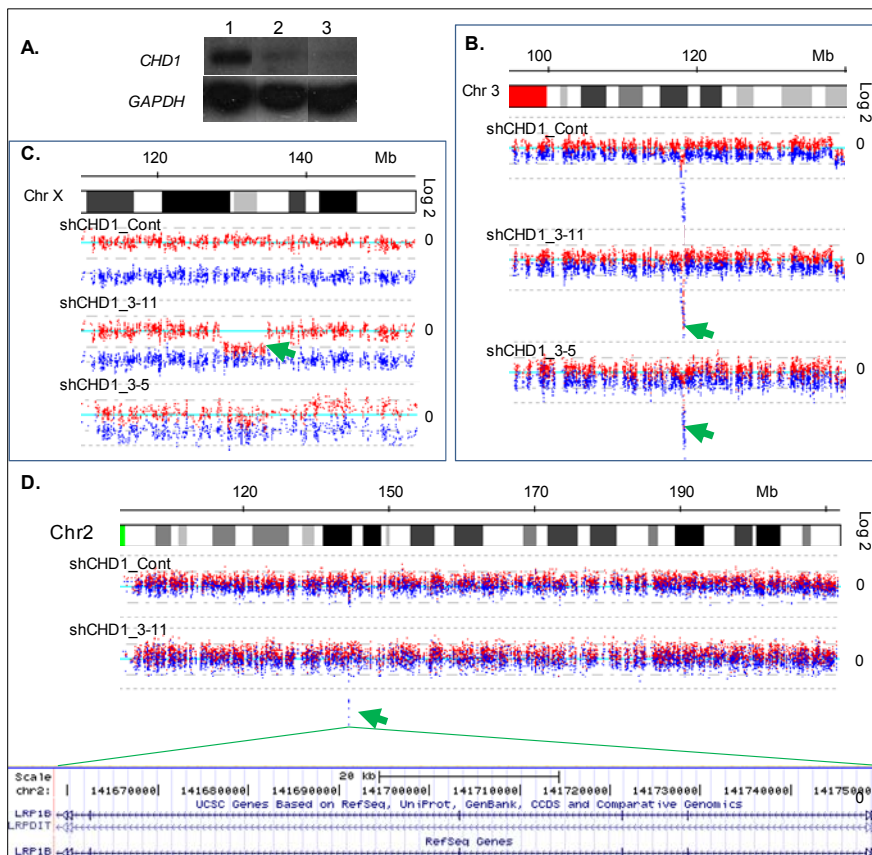 A.
1 2 3
CHD1
GAPDH
B.
100 120 Mb
Chr 3
Log 2
shCHD1_Cont
0
shCHD1_3-11
0
shCHD1_3-5
0
C.
120 140 Mb
Chr X
Log 2
shCHD1_Cont
0
shCHD1_3-11
0
shCHD1_3-5
0
D.
120 150 170 190 Mb
Chr2
Log 2
shCHD1_Cont
0
shCHD1_3-11
0
Scale 20 kb
chr2: 141670000 141680000 141690000 141700000 141710000 141720000 141730000 141740000 14175000
0
UCSC Genes Based on RefSeq, UniProt, GenBank, CCDS and Comparative Genomics
LRP1B
LRPDIT
RefSeq Genes
LRP1B